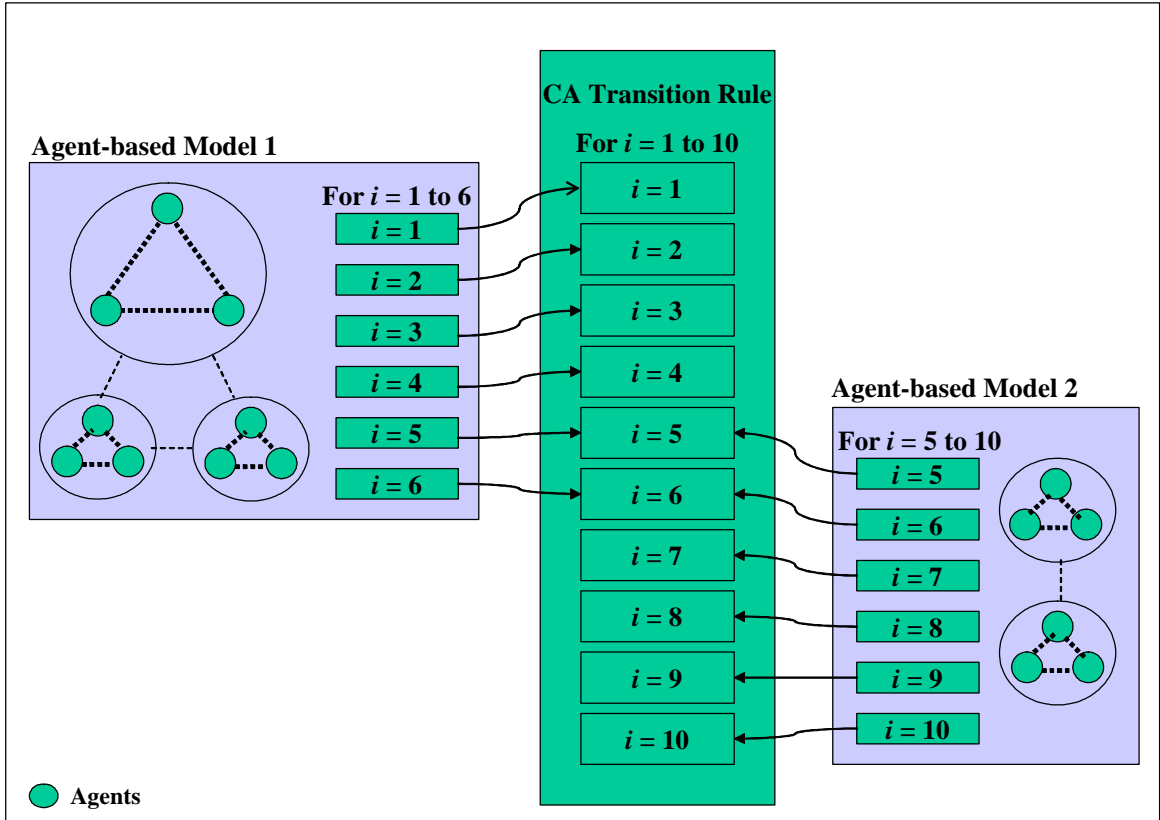 CA Transition Rule
For i = 1 to 10
i = 1
i = 2
i = 3
i = 4
i = 5
i = 6
i = 7
i = 8
i = 9
i = 10
Agent-based Model 1
For i = 1 to 6
i = 1
i = 2
i = 3
i = 4
i = 5
i = 6
Agent-based Model 2
For i = 5 to 10
i = 5
i = 6
i = 7
i = 8
i = 9
i = 10
Agents